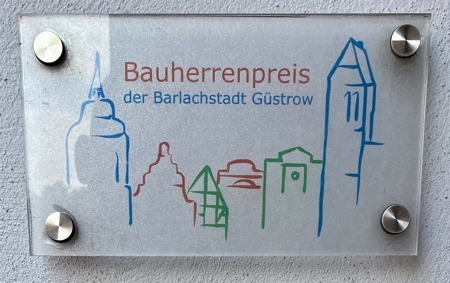 Bauherrenpreis
der Barlachstadt Güstrow